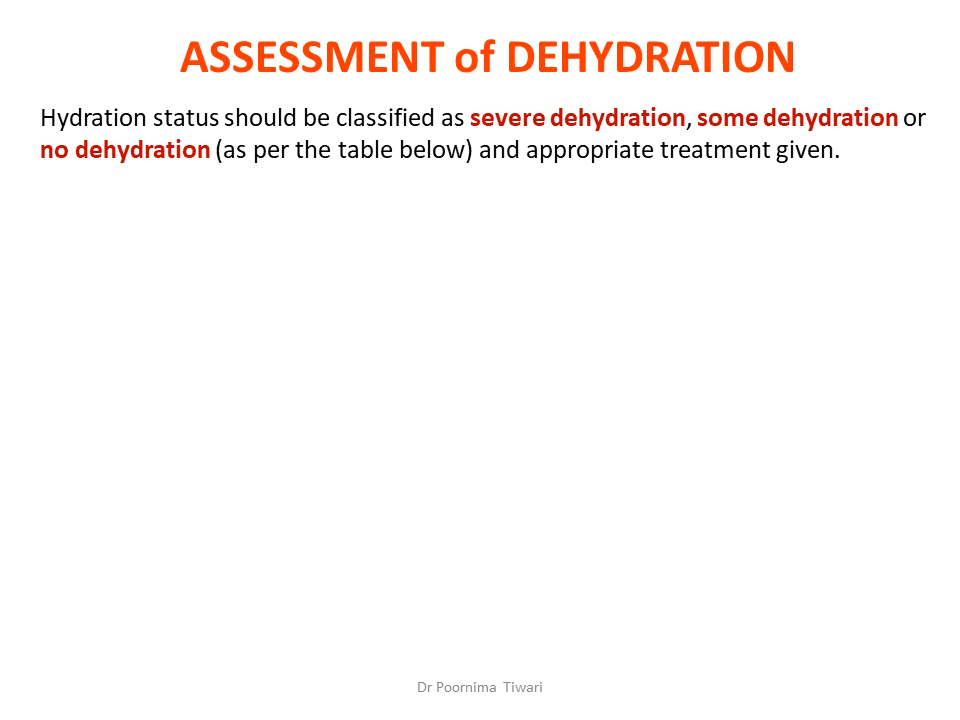 ASSESSMENT of DEHYDRATION
Hydration status should be classified as severe dehydration, some dehydration or
no dehydration (as per the table below) and appropriate treatment given.
Dr Poornima Tiwari